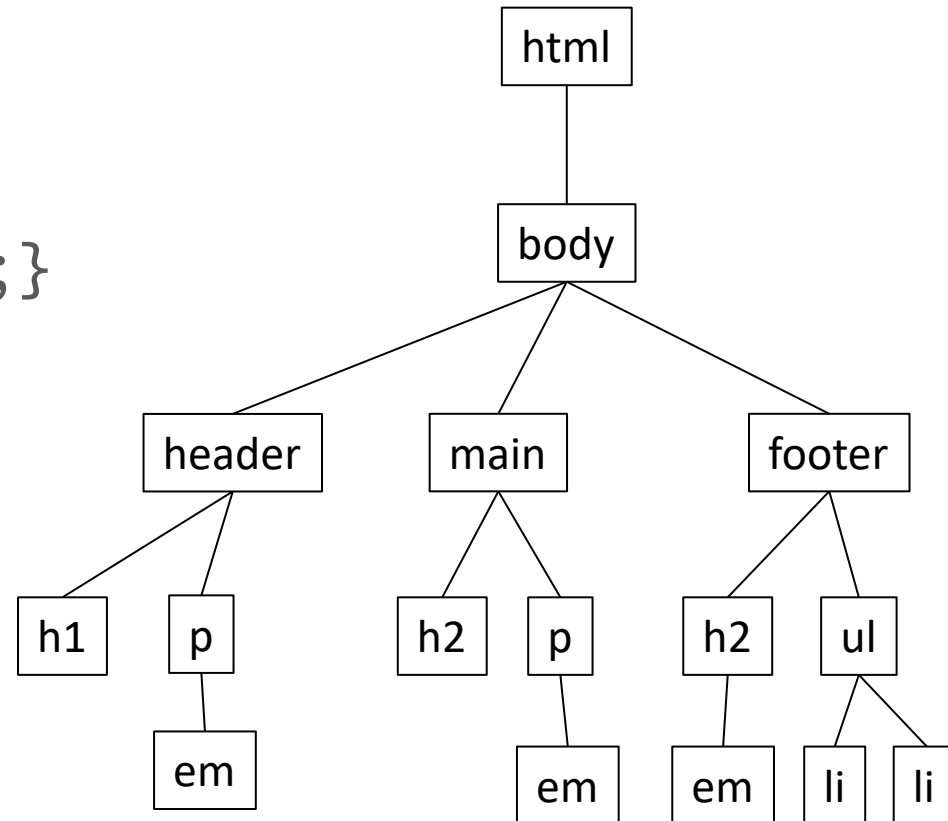 html
;}
body
header main footer
h1 p h2 p h2 ul
em em em li li